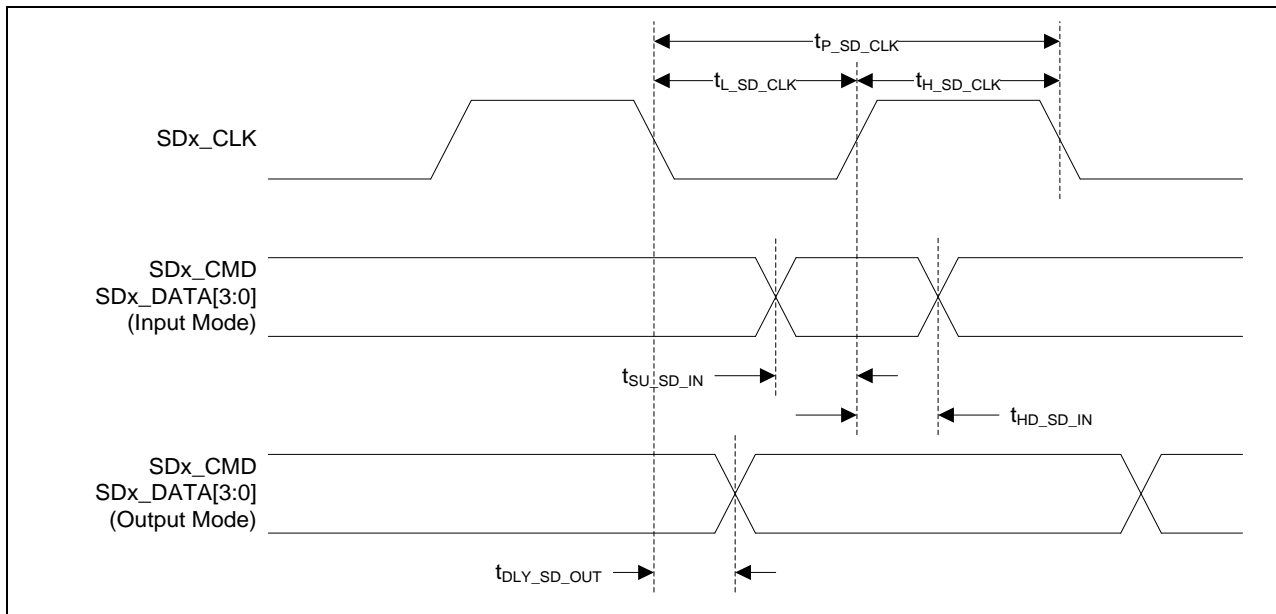 tP_SD_CLK
tL_SD_CLK
tH_SD_CLK
SDx_CLK
SDx_CMD
SDx_DATA[3:0]
(Input Mode)
tSU_SD_IN
tHD_SD_IN
SDx_CMD
SDx_DATA[3:0]
(Output Mode)
tDLY_SD_OUT